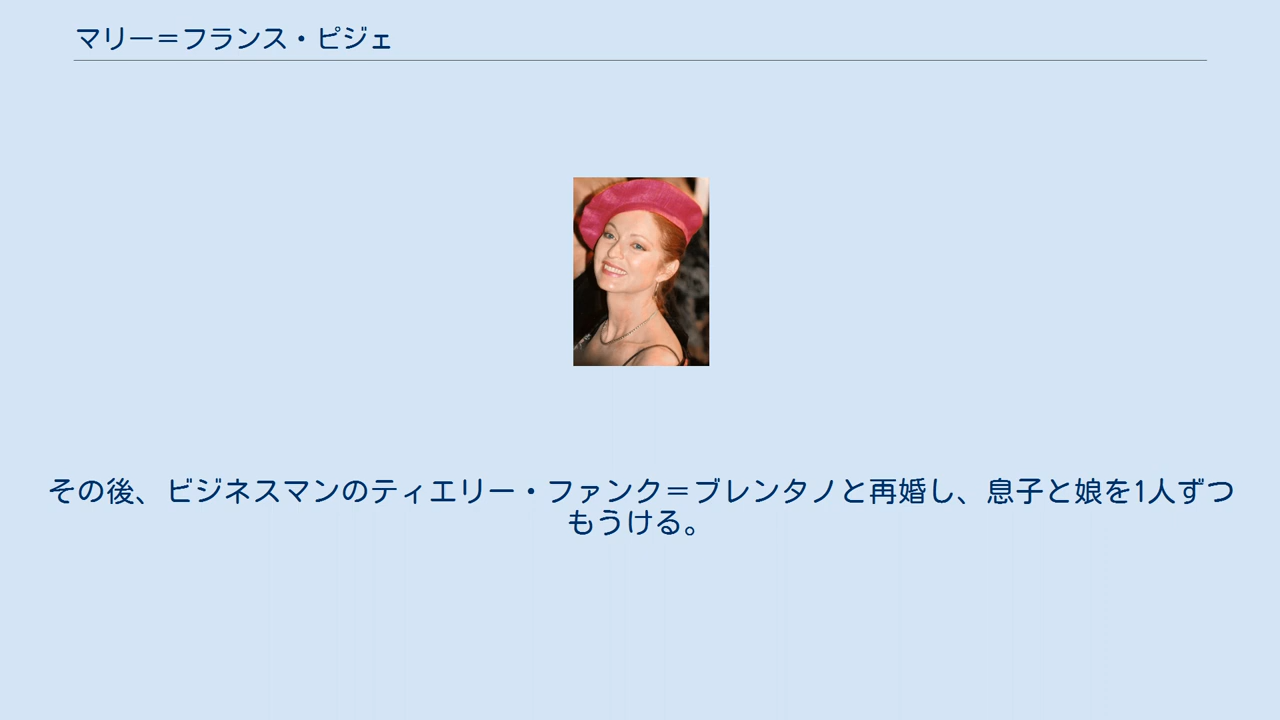 マリー＝フランス・ピジェ
その後、ビジネスマンのティエリー・ファンク＝ブレンタノと再婚し、息子と娘を1人ずつ
もうける。